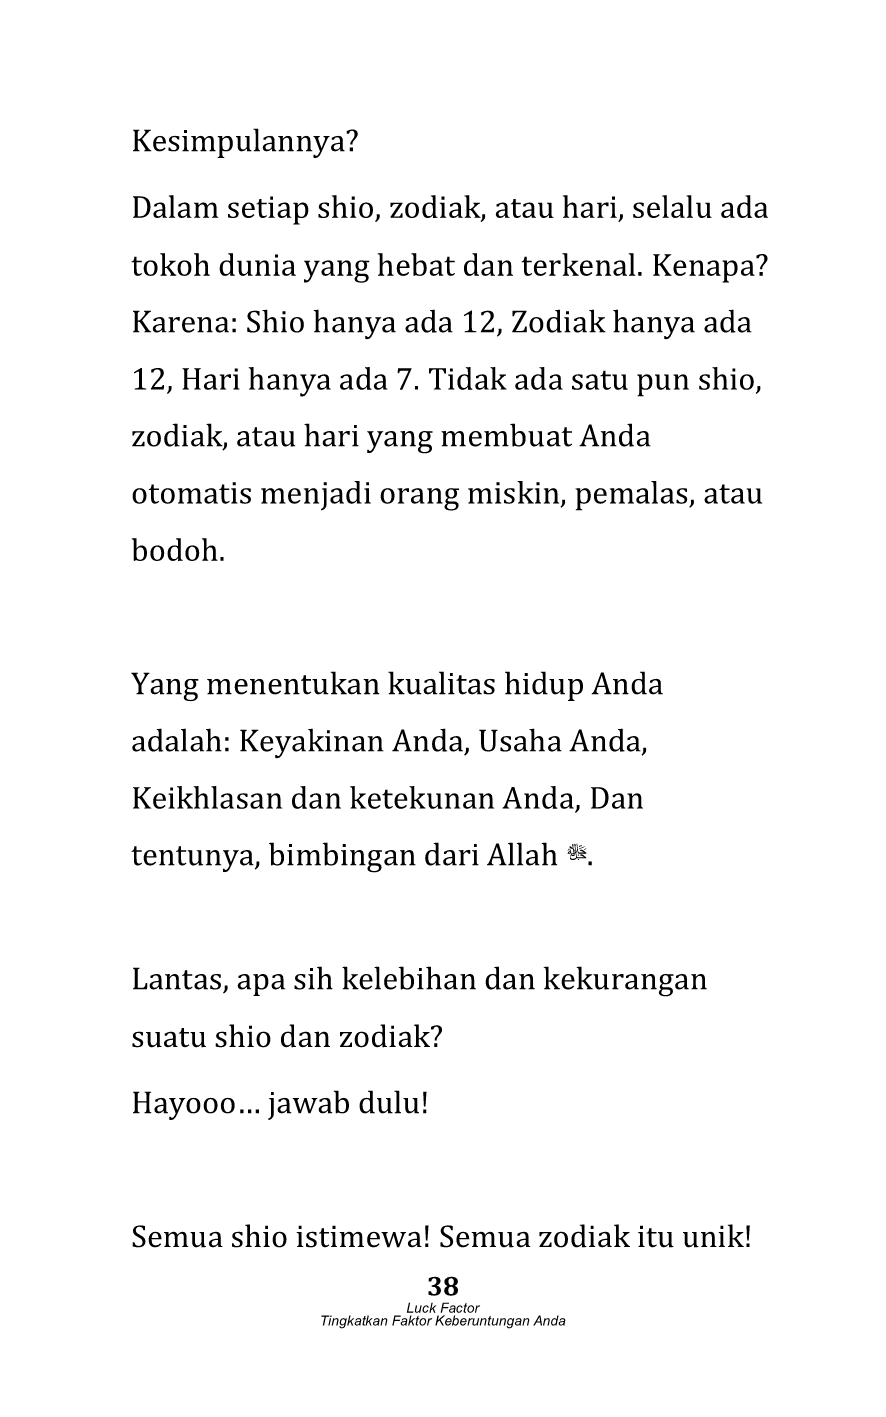 Kesimpulannya?
Dalam setiap shio, zodiak, atau hari, selalu ada
tokoh dunia yang hebat dan terkenal. Kenapa?
Karena: Shio hanya ada 12, Zodiak hanya ada
12, Hari hanya ada 7. Tidak ada satu pun shio,
zodiak, atau hari yang membuat Anda
otomatis menjadi orang miskin, pemalas, atau
bodoh.
Yang menentukan kualitas hidup Anda
adalah: Keyakinan Anda, Usaha Anda,
Keikhlasan dan ketekunan Anda, Dan
tentunya, bimbingan dari Allah ﷻ.
Lantas, apa sih kelebihan dan kekurangan
suatu shio dan zodiak?
Hayooo… jawab dulu!
Semua shio istimewa! Semua zodiak itu unik!
38
Luck Factor
Tingkatkan Faktor Keberuntungan Anda